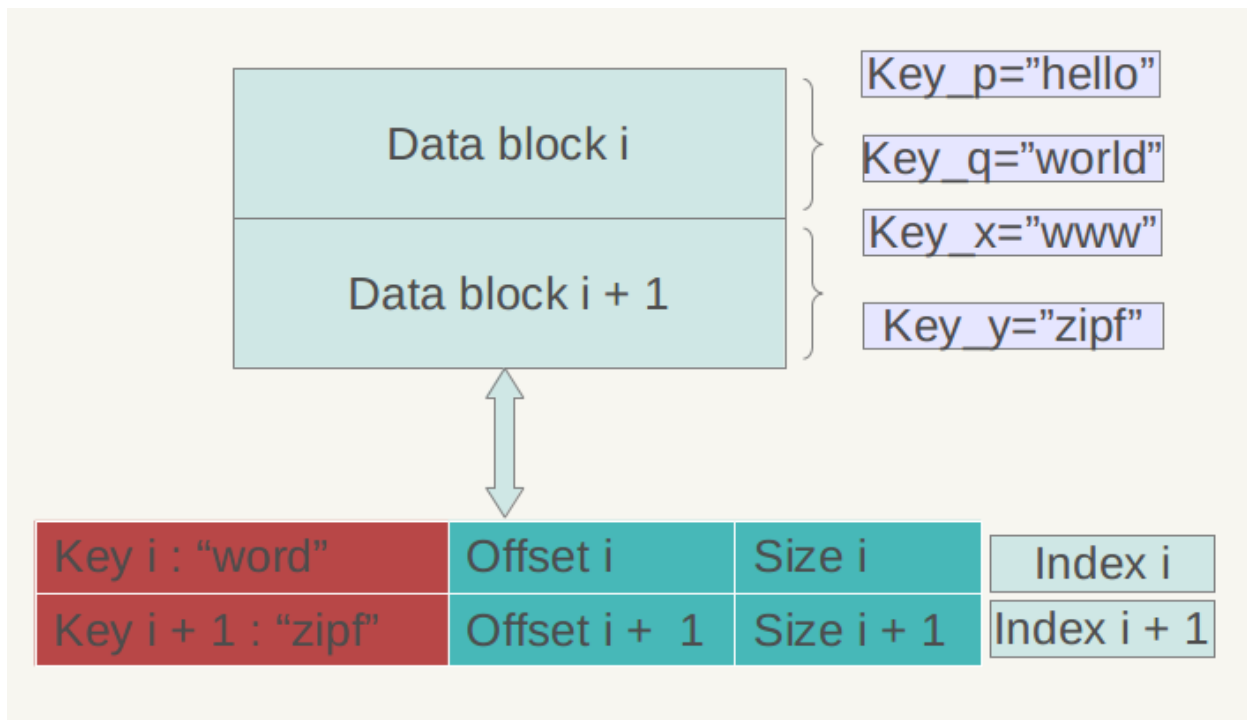 Data block i
Key_p=”hello”
Key_q=”world”
Data block i + 1
Key_x=”www”
Key_y=”zipf”
Key i : “word” Offset i Size i Index i
Key i + 1 : “zipf” Offset i + 1 Size i + 1 Index i + 1